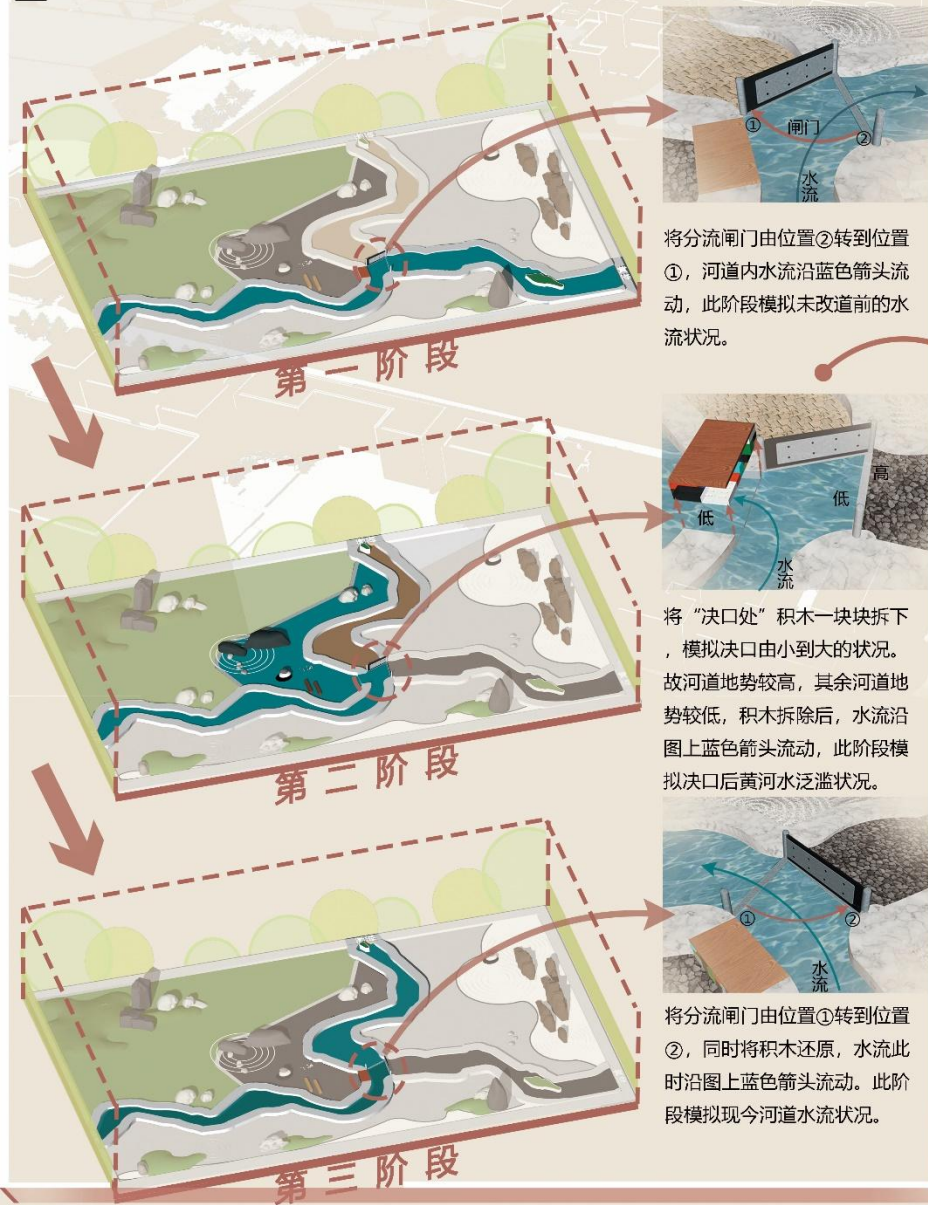 ①
闸门
②
水流
将分流闸门由位置②转到位置
①，河道内水流沿蓝色箭头流
动，此阶段模拟未改道前的水
流状况。
第一阶段
低
低
高
水流
将“决口处”积木一块块拆下
，模拟决口由小到大的状况。
故河道地势较高，其余河道地
势较低，积木拆除后，水流沿
图上蓝色箭头流动，此阶段模
拟决口后黄河水泛滥状况。
第二阶段
①
②
水流
将分流闸门由位置①转到位置
②，同时将积木还原，水流此
时沿图上蓝色箭头流动。此阶
段模拟现今河道水流状况。
第三阶段